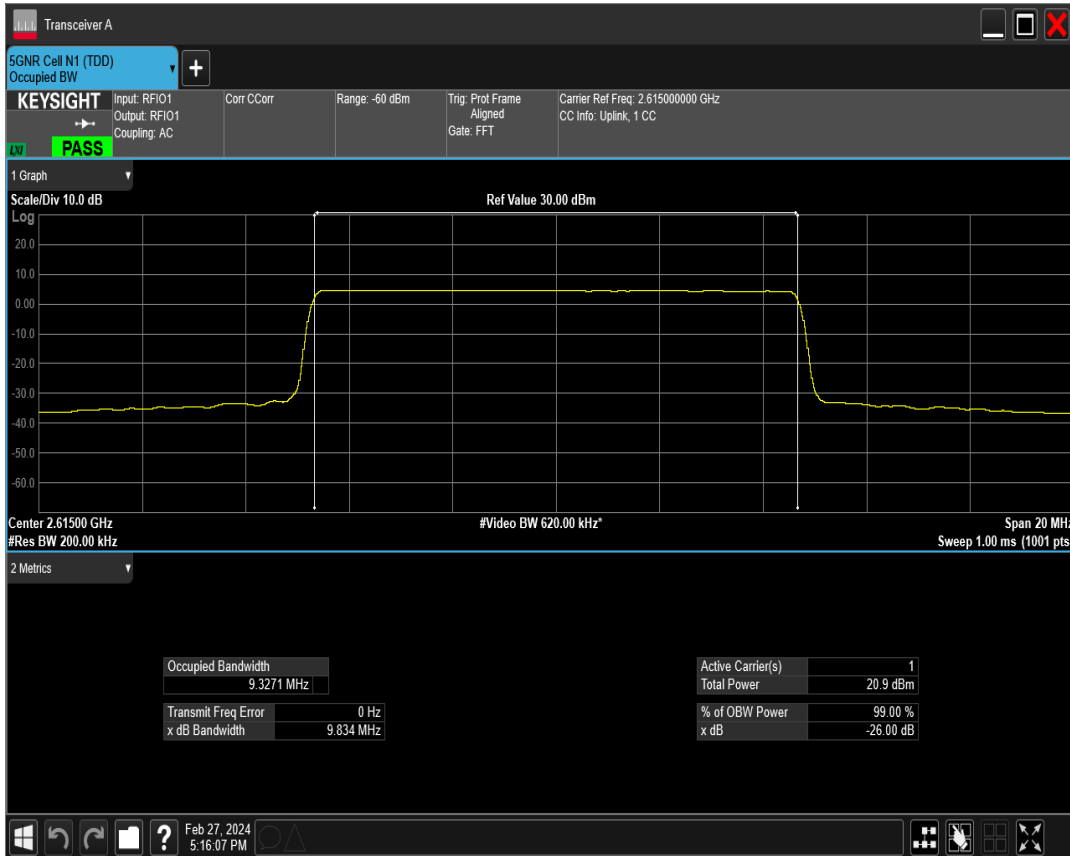 Transceiver A
5GNR Cell N1 (TDD)
Occupied BW
+
KEYSIGHT
LXI
PASS
Input: RFIO1
Output: RFIO1
Coupling: AC
Corr CCorr
Range: -60 dBm
Trig: Prot Frame
Aligned
Gate: FFT
Carrier Ref Freq: 2.615000000 GHz
CC Info: Uplink, 1 CC
1 Graph
Scale/Div 10.0 dB
Ref Value 30.00 dBm
Log
20.0
10.0
0.00
-10.0
-20.0
-30.0
-40.0
-50.0
-60.0
Center 2.61500 GHz
#Video BW 620.00 kHz*
Span 20 MHz
#Res BW 200.00 kHz
Sweep 1.00 ms (1001 pts
2 Metrics
Occupied Bandwidth
9.3271 MHz
Transmit Freq Error 0 Hz
x dB Bandwidth 9.834 MHz
Active Carrier(s) 1
Total Power 20.9 dBm
% of OBW Power 99.00 %
x dB -26.00 dB
?
Feb 27, 2024
5:16:07 PM